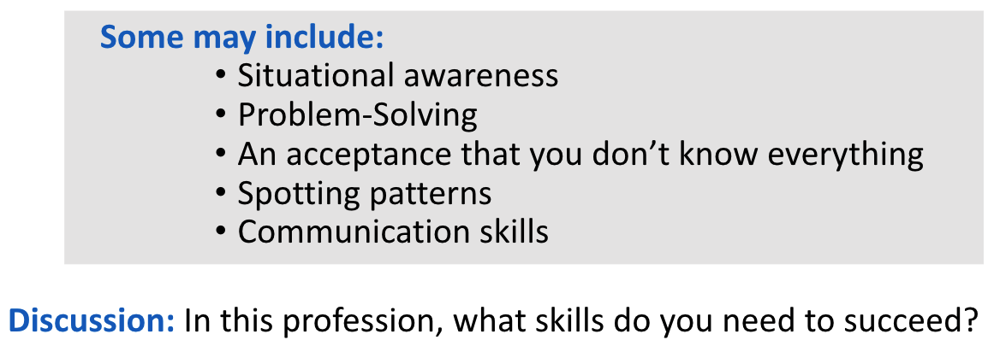 Some may include:
• Situational awareness
• Problem-Solving
• An acceptance that you don’t know everything
• Spotting patterns
• Communication skills
Discussion: In this profession, what skills do you need to succeed?